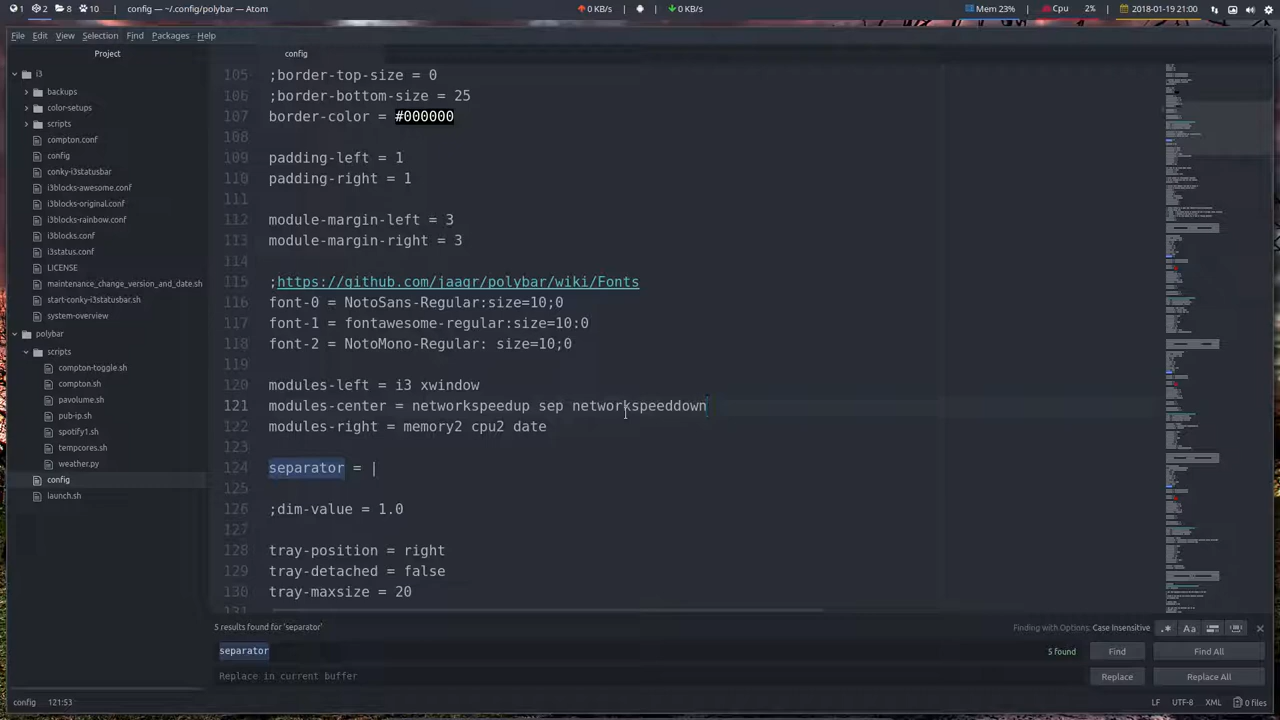 1 2 8 10 config — ~/.config/polybar — Atom 0 KB/s 0 KB/s Mem 23% Cpu 2% 2018-01-19 21:00
File Edit View Selection Find Packages Help
Project
config
i3
backups
color-setups
scripts
compton.conf
config
conky-i3statusbar
i3blocks-awesome.conf
i3blocks-original.conf
i3blocks-rainbow.conf
i3blocks.conf
i3status.conf
LICENSE
maintenance_change_version_and_date.sh
start-conky-i3statusbar.sh
system-overview
polybar
scripts
compton-toggle.sh
compton.sh
pavolume.sh
pub-ip.sh
spotify1.sh
tempcores.sh
weather.py
config
launch.sh
105 ;border-top-size = 0
106 ;border-bottom-size = 25
107 border-color = #000000
108
109 padding-left = 1
110 padding-right = 1
111
112 module-margin-left = 3
113 module-margin-right = 3
114
115 ;https://github.com/jaagr/polybar/wiki/Fonts
116 font-0 = NotoSans-Regular:size=10;0
117 font-1 = fontawesome-regular:size=10:0
118 font-2 = NotoMono-Regular: size=10;0
119
120 modules-left = i3 xwindow
121 modules-center = networkspeedup sep networkspeeddown
122 modules-right = memory2 cpu2 date
123
124 separator = |
125
126 ;dim-value = 1.0
127
128 tray-position = right
129 tray-detached = false
130 tray-maxsize = 20
131
5 results found for 'separator' Finding with Options: Case Insensitive .* Aa
separator 5 found Find Find All
Replace in current buffer Replace Replace All
config 121:53 LF UTF-8 XML 0 files